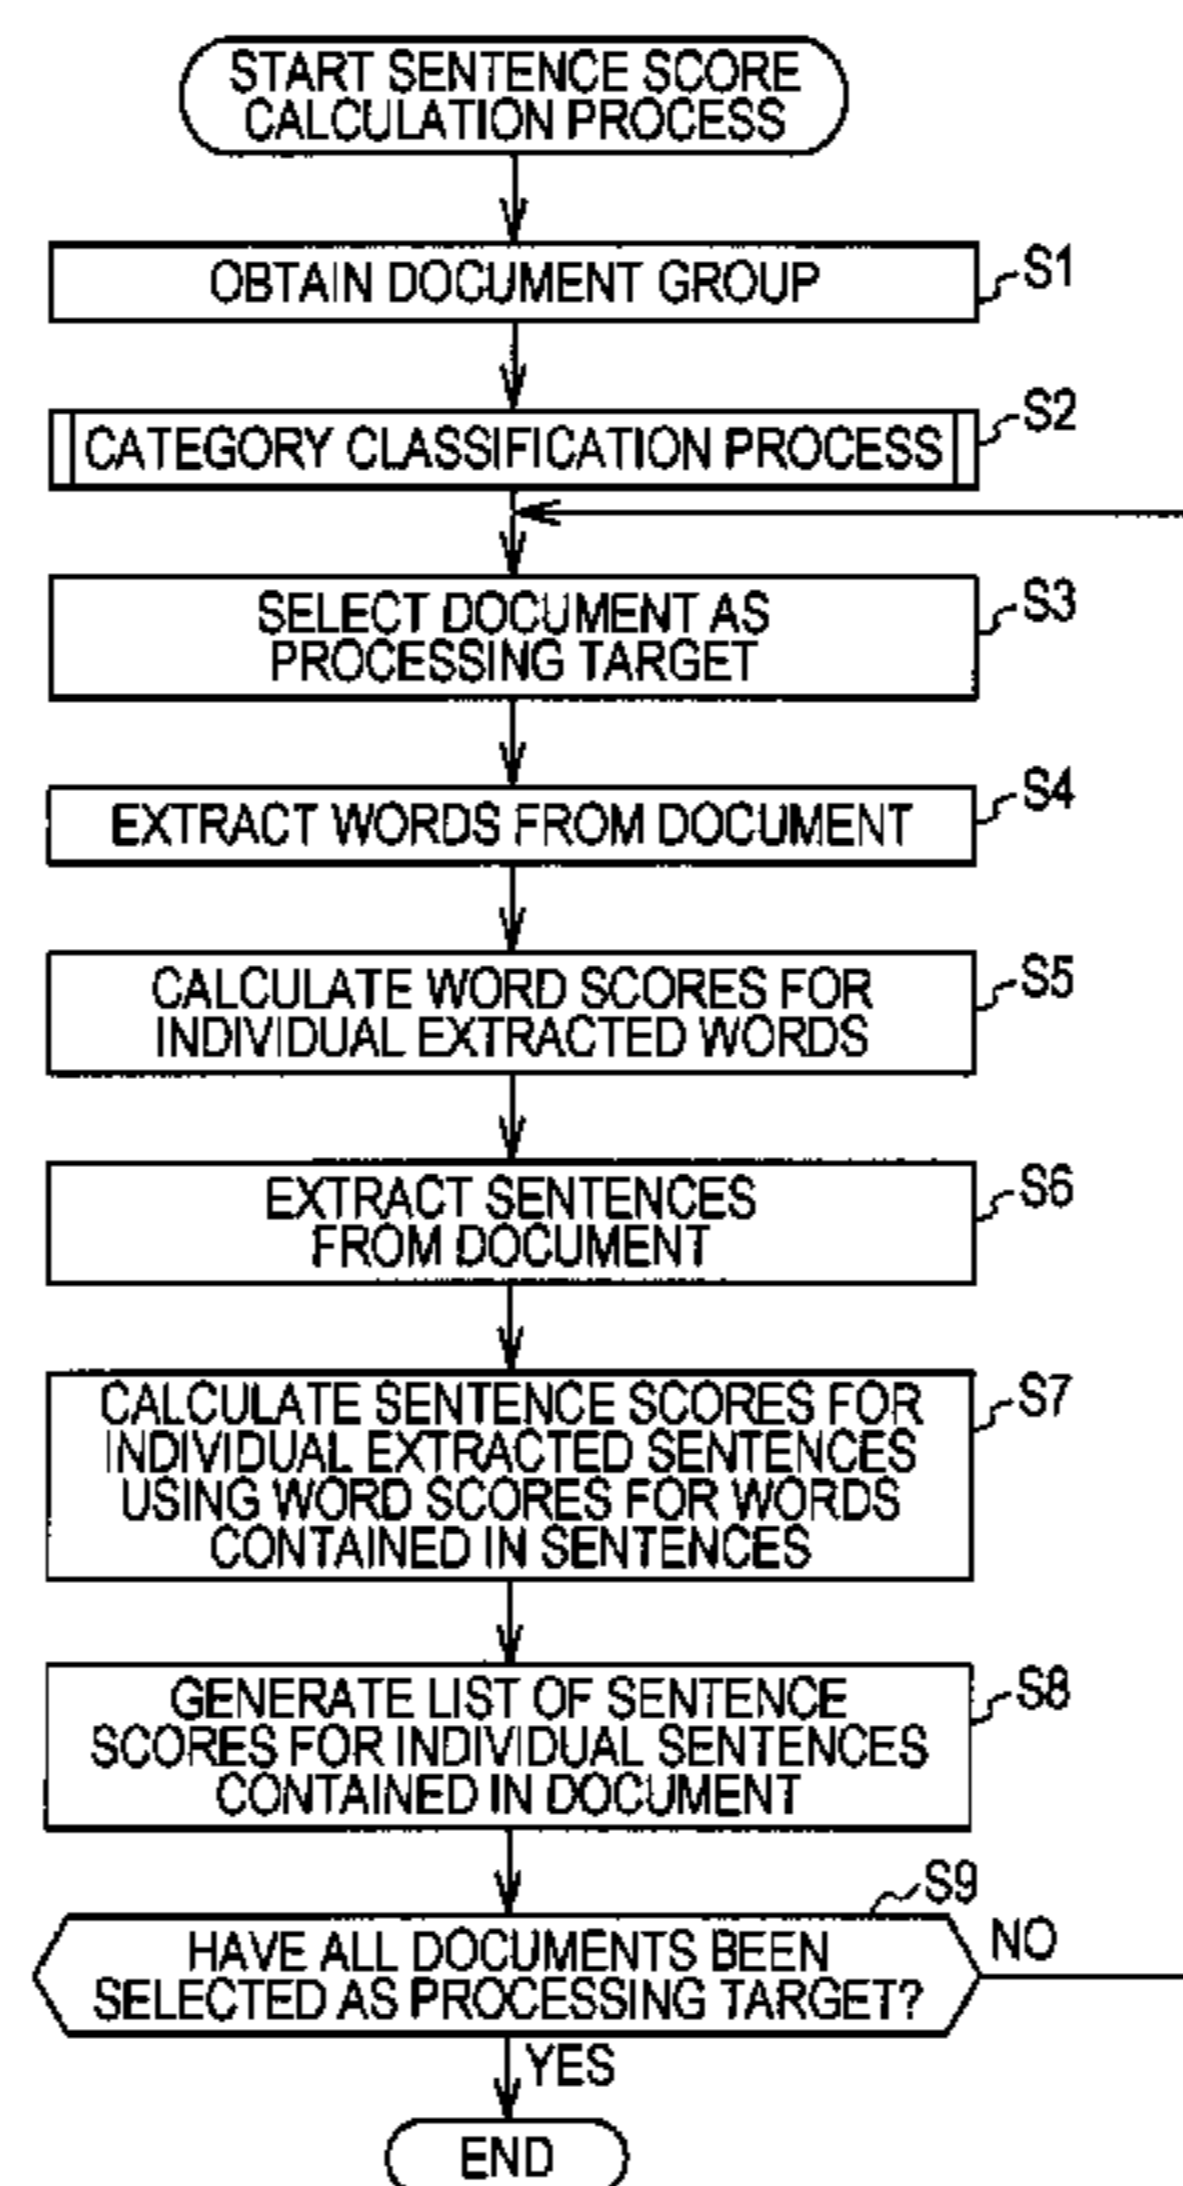 START SENTENCE SCORE
CALCULATION PROCESS
OBTAIN DOCUMENT GROUP
S1
CATEGORY CLASSIFICATION PROCESS
S2
SELECT DOCUMENT AS
PROCESSING TARGET
S3
EXTRACT WORDS FROM DOCUMENT
S4
CALCULATE WORD SCORES FOR
INDIVIDUAL EXTRACTED WORDS
S5
EXTRACT SENTENCES
FROM DOCUMENT
S6
CALCULATE SENTENCE SCORES FOR
INDIVIDUAL EXTRACTED SENTENCES
USING WORD SCORES FOR WORDS
CONTAINED IN SENTENCES
S7
GENERATE LIST OF SENTENCE
SCORES FOR INDIVIDUAL SENTENCES
CONTAINED IN DOCUMENT
S8
S9
HAVE ALL DOCUMENTS BEEN
SELECTED AS PROCESSING TARGET?
NO
YES
END